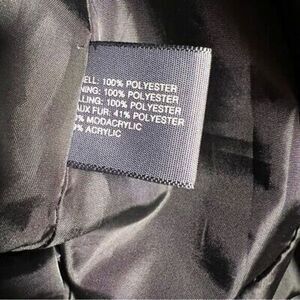 ELL: 100% POLYESTER
NING: 100% POLYESTER
LLING: 100% POLYESTER
AUX FUR: 41% POLYESTER
% MODACRYLIC
% ACRYLIC